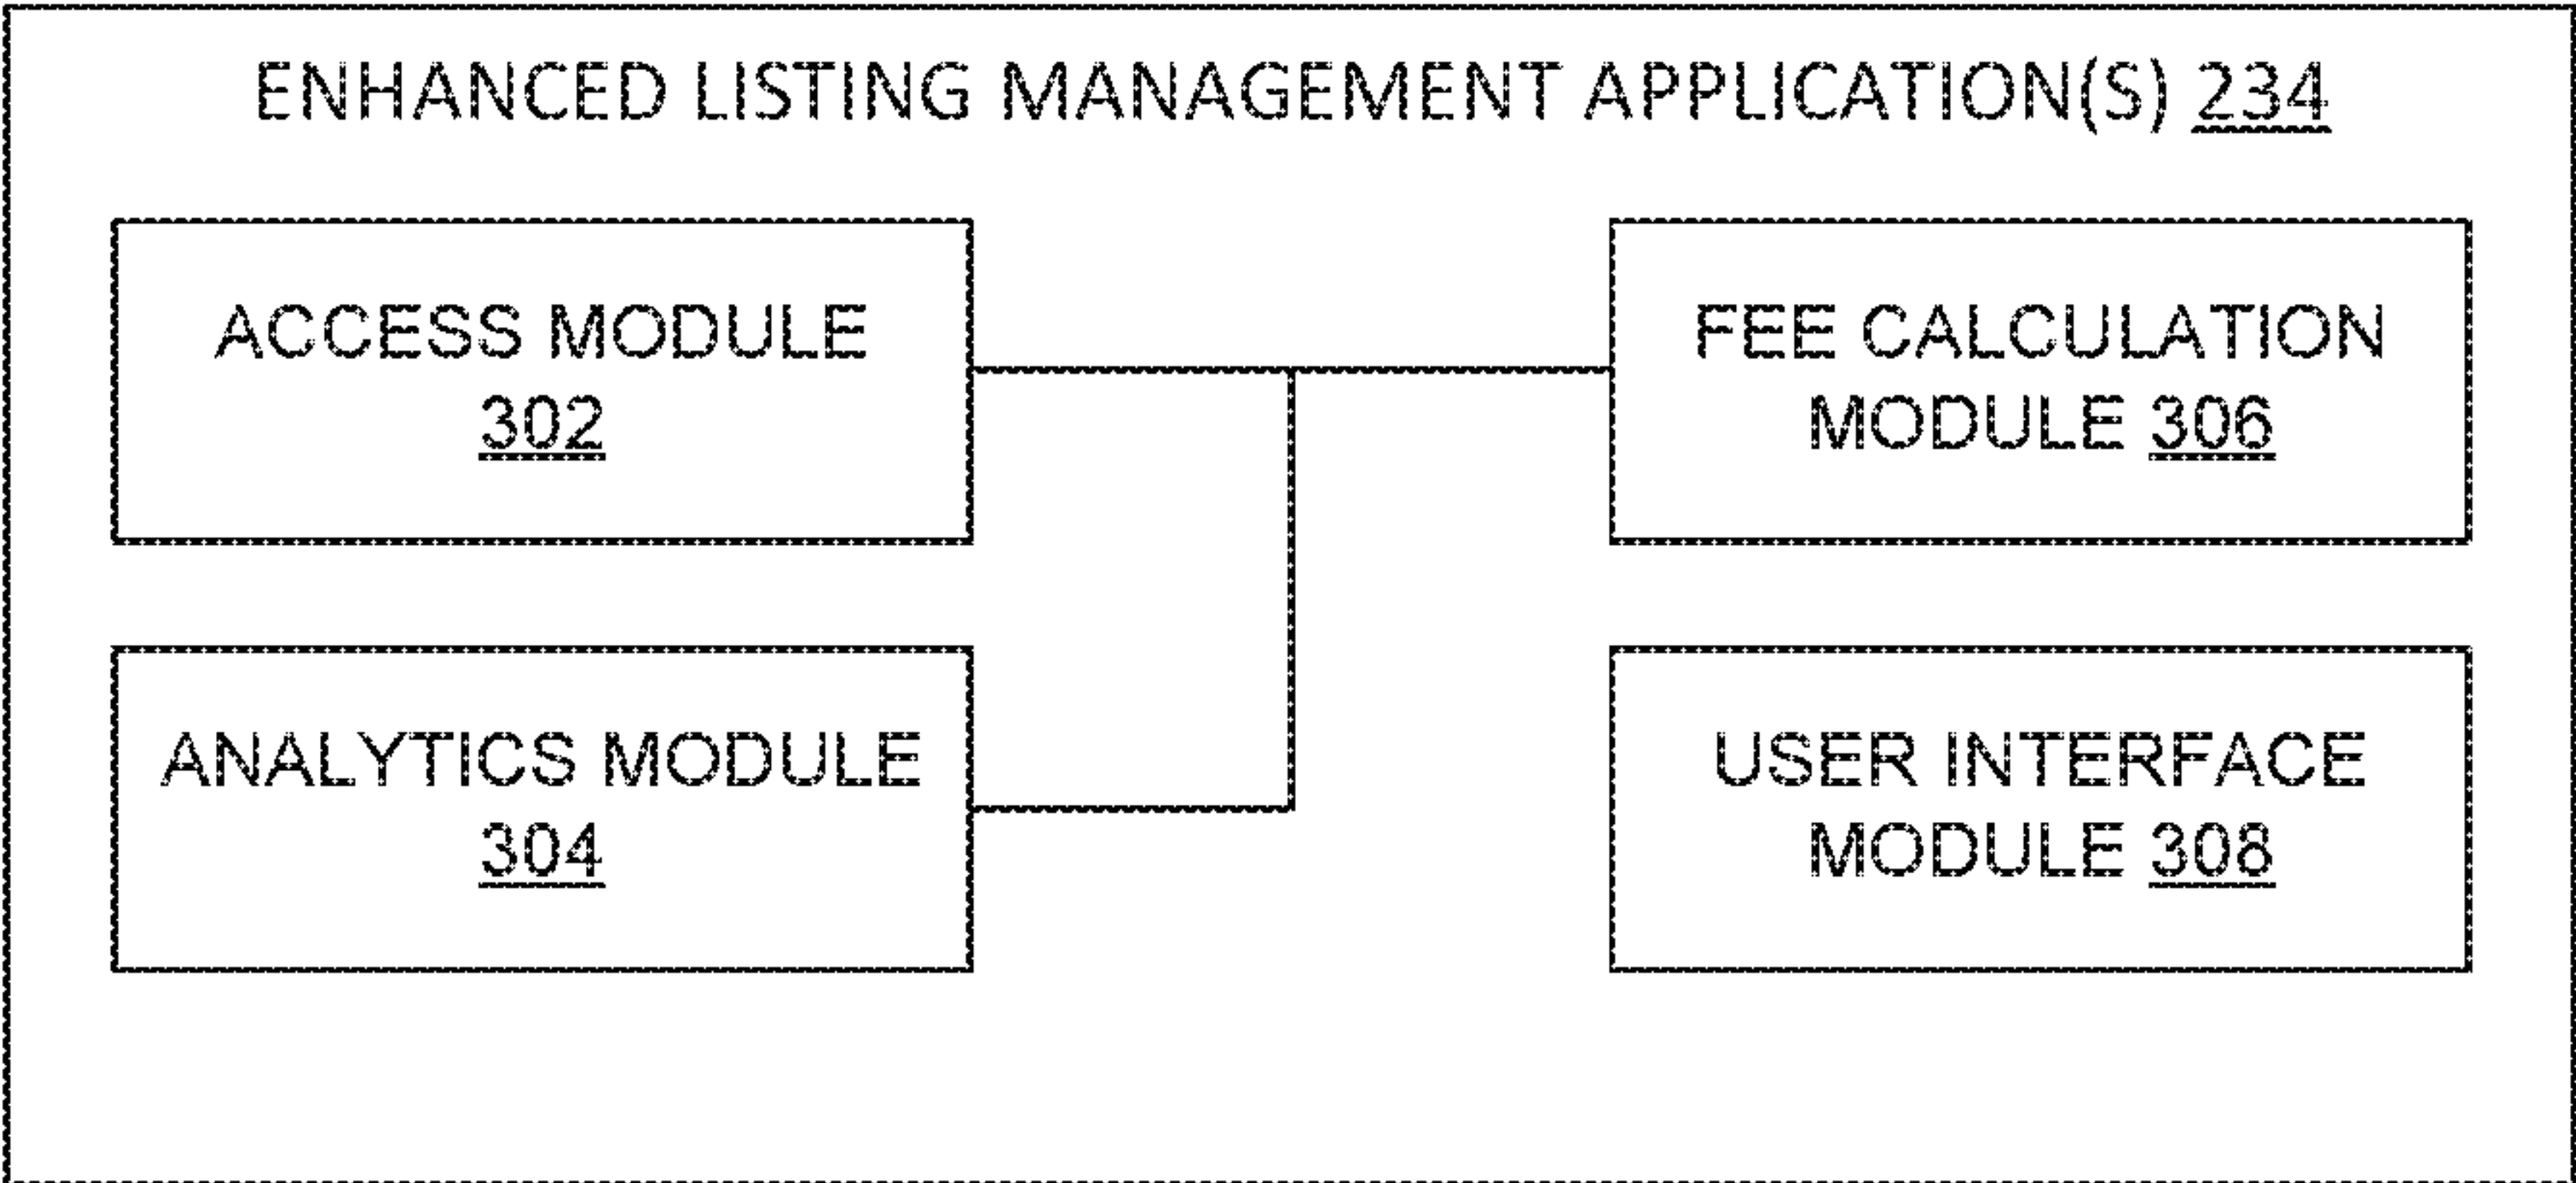 ENHANCED LISTING MANAGEMENT APPLICATION(S) 234
ACCESS MODULE
302
FEE CALCULATION
MODULE 306
ANALYTICS MODULE
304
USER INTERFACE
MODULE 308